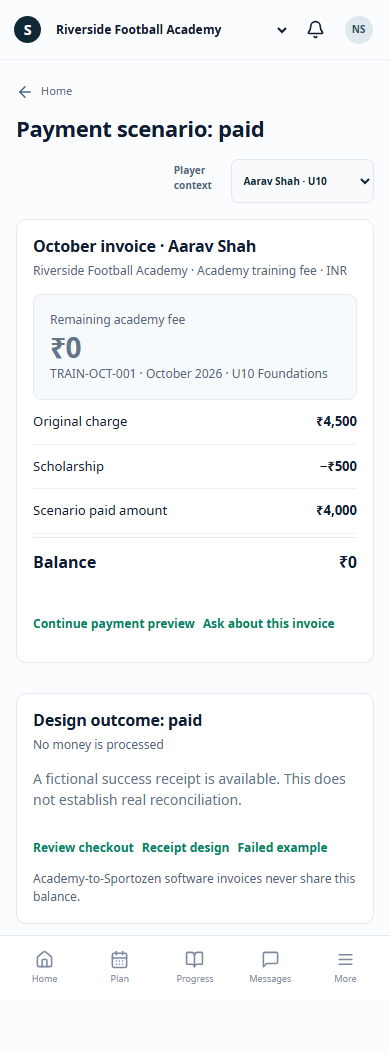 S Riverside Football Academy NS
Home
Payment scenario: paid
Player
context
Aarav Shah · U10
October invoice · Aarav Shah
Riverside Football Academy · Academy training fee · INR
Remaining academy fee
₹0
TRAIN-OCT-001 · October 2026 · U10 Foundations
Original charge ₹4,500
Scholarship −₹500
Scenario paid amount ₹4,000
Balance ₹0
Continue payment preview Ask about this invoice
Design outcome: paid
No money is processed
A fictional success receipt is available. This does
not establish real reconciliation.
Review checkout Receipt design Failed example
Academy-to-Sportozen software invoices never share this
balance.
Home Plan Progress Messages More